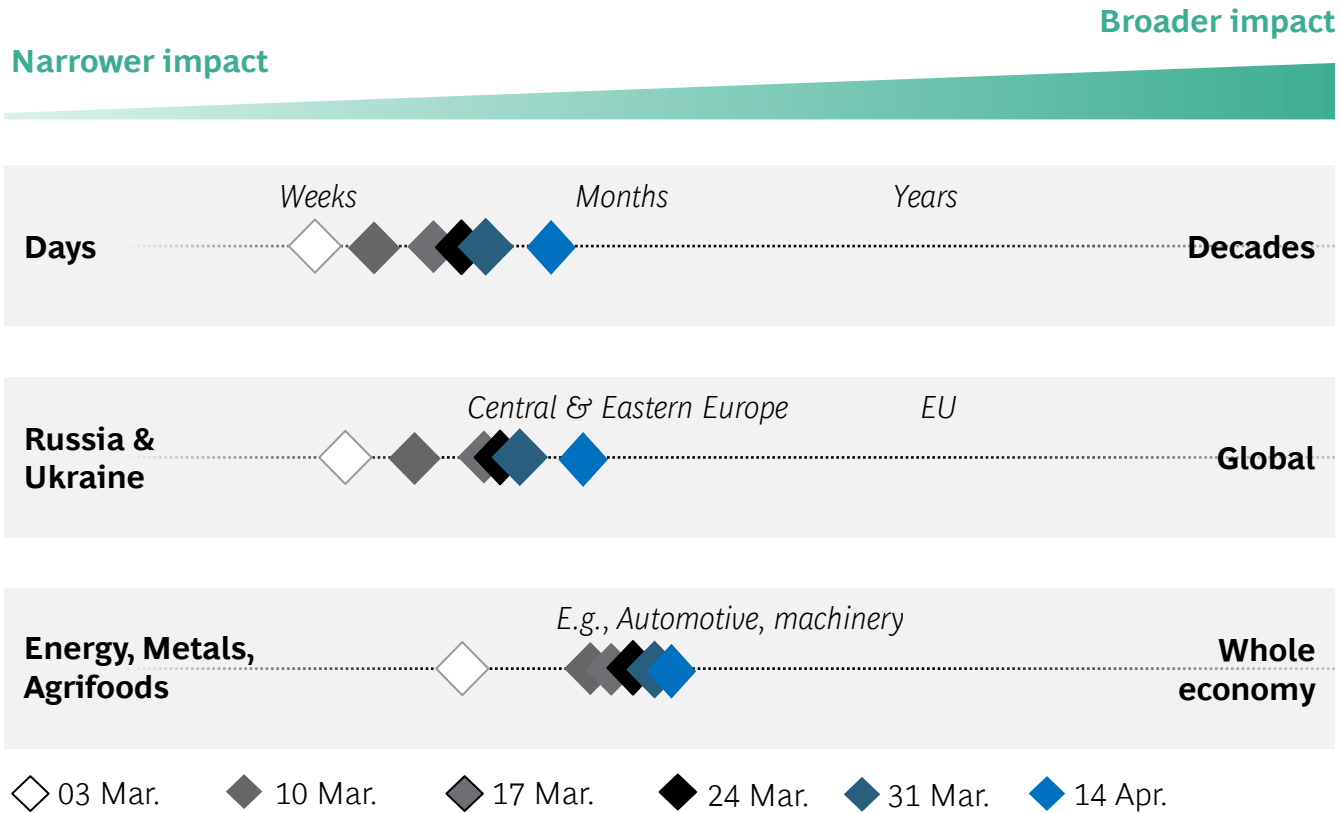 Broader impact
Narrower impact
Weeks
Months
Years
Days
Decades
Central & Eastern Europe
EU
Russia &
Ukraine
Global
E.g., Automotive, machinery
Energy, Metals,
Agrifoods
Whole
economy
03 Mar.
10 Mar.
17 Mar.
24 Mar.
31 Mar.
14 Apr.